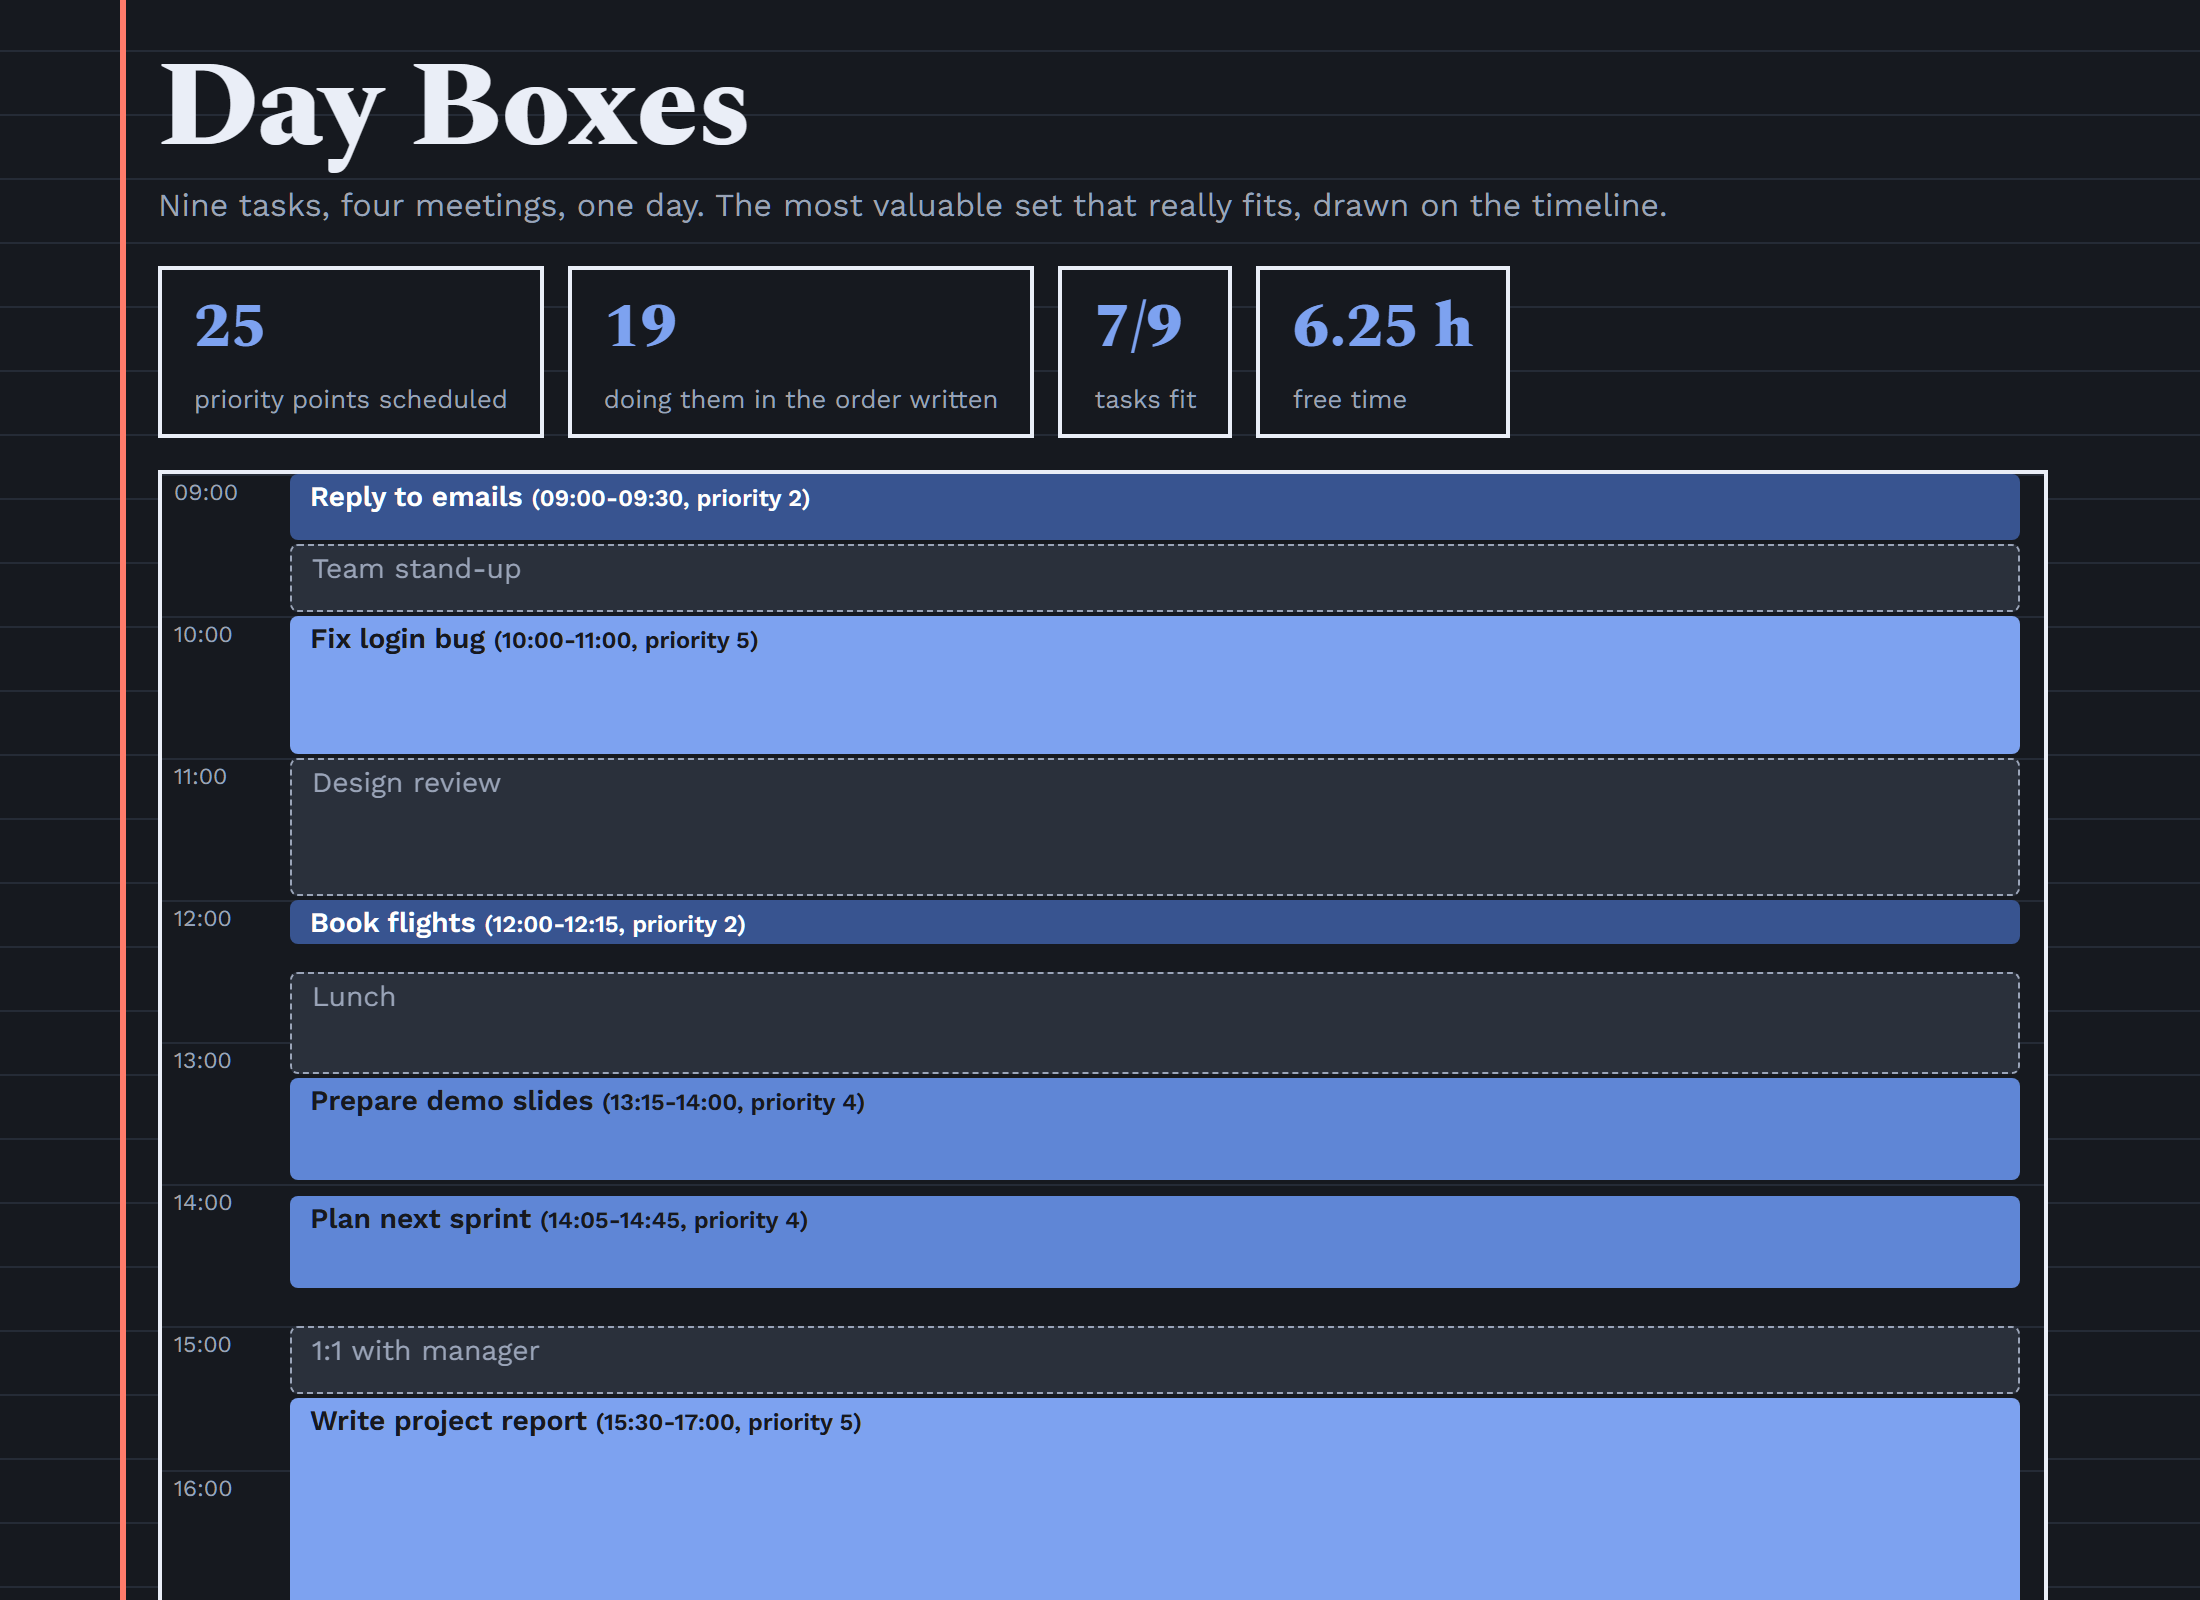 Day Boxes
Nine tasks, four meetings, one day. The most valuable set that really fits, drawn on the timeline.
25
priority points scheduled
19
doing them in the order written
7/9
tasks fit
6.25 h
free time
09:00
Reply to emails (09:00-09:30, priority 2)
Team stand-up
10:00
Fix login bug (10:00-11:00, priority 5)
11:00
Design review
12:00
Book flights (12:00-12:15, priority 2)
Lunch
13:00
Prepare demo slides (13:15-14:00, priority 4)
14:00
Plan next sprint (14:05-14:45, priority 4)
15:00
1:1 with manager
Write project report (15:30-17:00, priority 5)
16:00